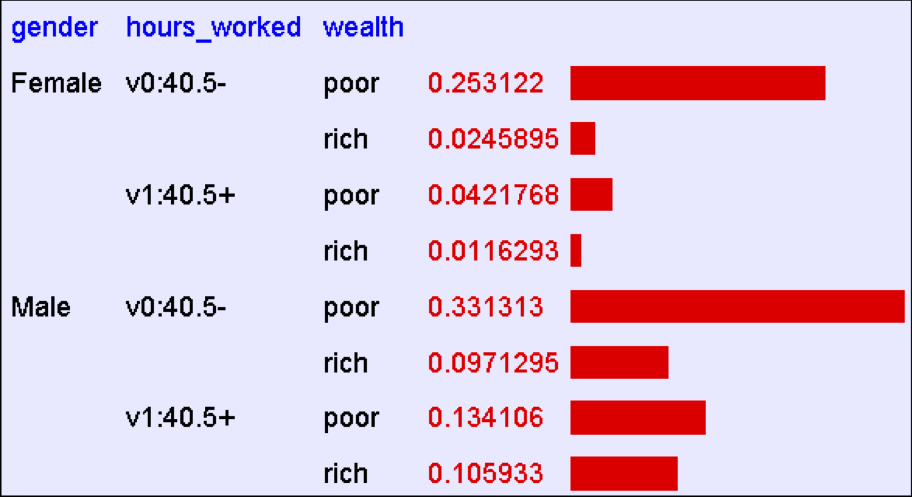 gender hours_worked wealth
Female v0:40.5- poor 0.253122
rich 0.0245895
v1:40.5+ poor 0.0421768
rich 0.0116293
Male v0:40.5- poor 0.331313
rich 0.0971295
v1:40.5+ poor 0.134106
rich 0.105933